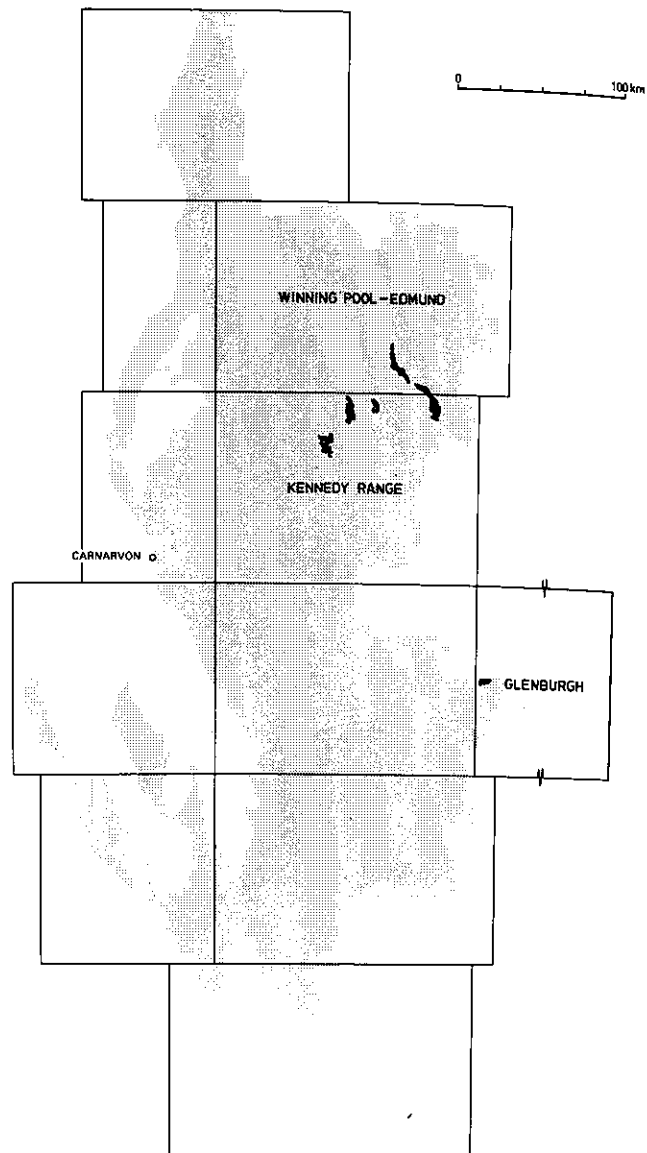 0
100 km
WINNING POOL – EDMUND
KENNEDY RANGE
CARNARVON
GLENBURGH